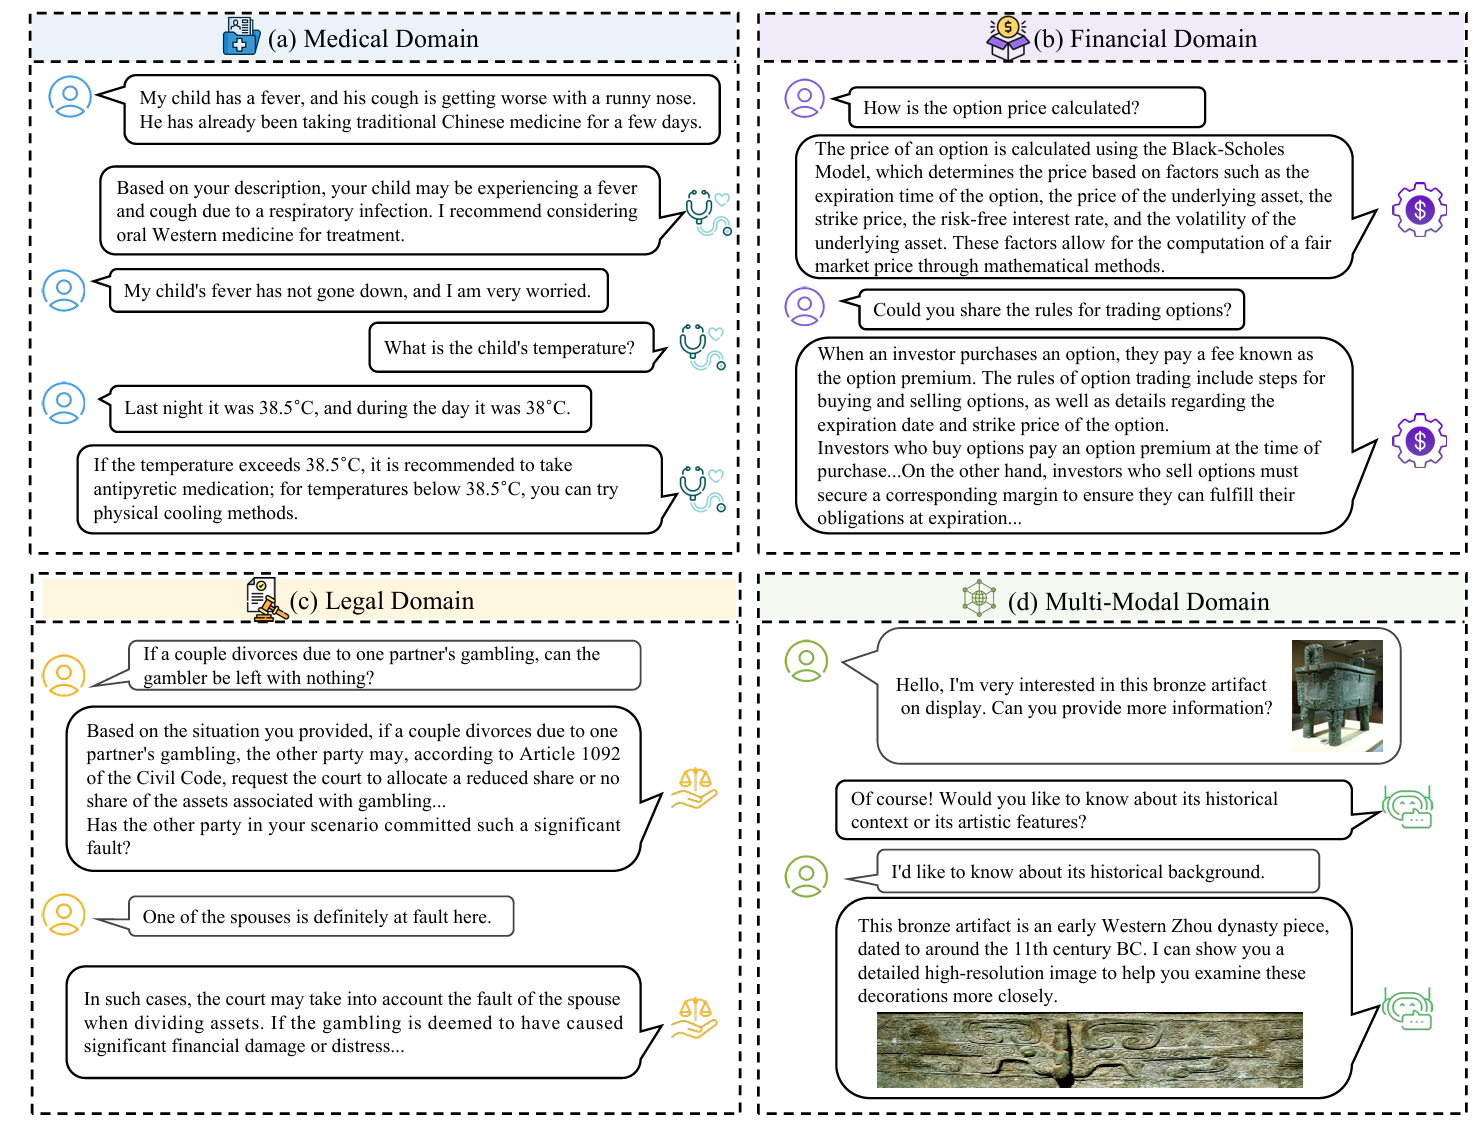 (a) Medical Domain
My child has a fever, and his cough is getting worse with a runny nose.
He has already been taking traditional Chinese medicine for a few days.
Based on your description, your child may be experiencing a fever
and cough due to a respiratory infection. I recommend considering
oral Western medicine for treatment.
My child's fever has not gone down, and I am very worried.
What is the child's temperature?
Last night it was 38.5˚C, and during the day it was 38˚C.
If the temperature exceeds 38.5˚C, it is recommended to take
antipyretic medication; for temperatures below 38.5˚C, you can try
physical cooling methods.
(b) Financial Domain
How is the option price calculated?
The price of an option is calculated using the Black-Scholes
Model, which determines the price based on factors such as the
expiration time of the option, the price of the underlying asset, the
strike price, the risk-free interest rate, and the volatility of the
underlying asset. These factors allow for the computation of a fair
market price through mathematical methods.
Could you share the rules for trading options?
When an investor purchases an option, they pay a fee known as
the option premium. The rules of option trading include steps for
buying and selling options, as well as details regarding the
expiration date and strike price of the option.
Investors who buy options pay an option premium at the time of
purchase...On the other hand, investors who sell options must
secure a corresponding margin to ensure they can fulfill their
obligations at expiration...
(c) Legal Domain
If a couple divorces due to one partner's gambling, can the
gambler be left with nothing?
Based on the situation you provided, if a couple divorces due to one
partner's gambling, the other party may, according to Article 1092
of the Civil Code, request the court to allocate a reduced share or no
share of the assets associated with gambling...
Has the other party in your scenario committed such a significant
fault?
One of the spouses is definitely at fault here.
In such cases, the court may take into account the fault of the spouse
when dividing assets. If the gambling is deemed to have caused
significant financial damage or distress...
(d) Multi-Modal Domain
Hello, I'm very interested in this bronze artifact
on display. Can you provide more information?
Of course! Would you like to know about its historical
context or its artistic features?
I'd like to know about its historical background.
This bronze artifact is an early Western Zhou dynasty piece,
dated to around the 11th century BC. I can show you a
detailed high-resolution image to help you examine these
decorations more closely.